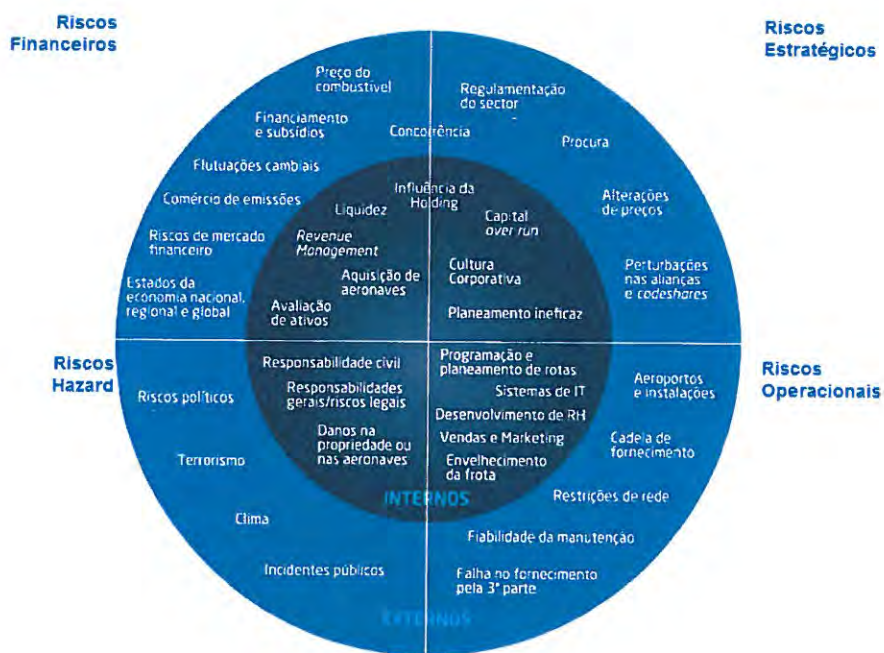 Riscos
Financeiros
Riscos
Estratégicos
Preço do
combustível
Financiamento
e subsídios
Concorrência
Flutuações cambiais
Comércio de emissões
Riscos de mercado
financeiro
Estados da
economia nacional,
regional e global
Regulamentação
do sector
Procura
Alterações
de preços
Perturbações
nas alianças
e codeshares
Influência da
Holding
Liquidez
Revenue
Management
Aquisição de
aeronaves
Avaliação
de ativos
Capital
over run
Cultura
Corporativa
Planeamento ineficaz
Riscos
Hazard
Riscos
Operacionais
Responsabilidade civil
Responsabilidades
gerais/riscos legais
Danos na
propriedade ou
nas aeronaves
Programação e
planeamento de rotas
Sistemas de IT
Desenvolvimento de RH
Vendas e Marketing
Envelhecimento
da frota
INTERNOS
Riscos políticos
Terrorismo
Clima
Incidentes públicos
Aeroportos
e instalações
Cadeia de
fornecimento
Restrições de rede
Fiabilidade da manutenção
Falha no fornecimento
pela 3ª parte
EXTERNOS